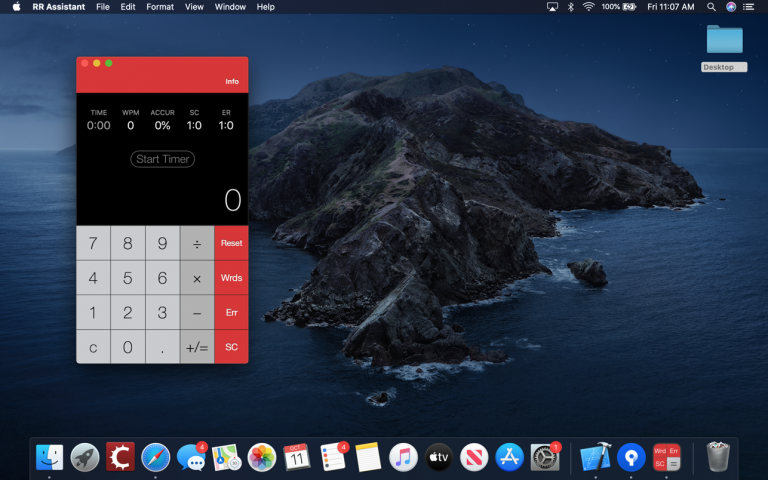 RR Assistant File Edit Format View Window Help 100% Fri 11:07 AM
Desktop
Info
TIME WPM ACCUR SC ER
0:00 0 0% 1:0 1:0
Start Timer
0
7 8 9 ÷ Reset
4 5 6 × Wrds
1 2 3 − Err
c 0 . +/= SC
4 OCT 11 4 tv 1 Wrd Err
SC =